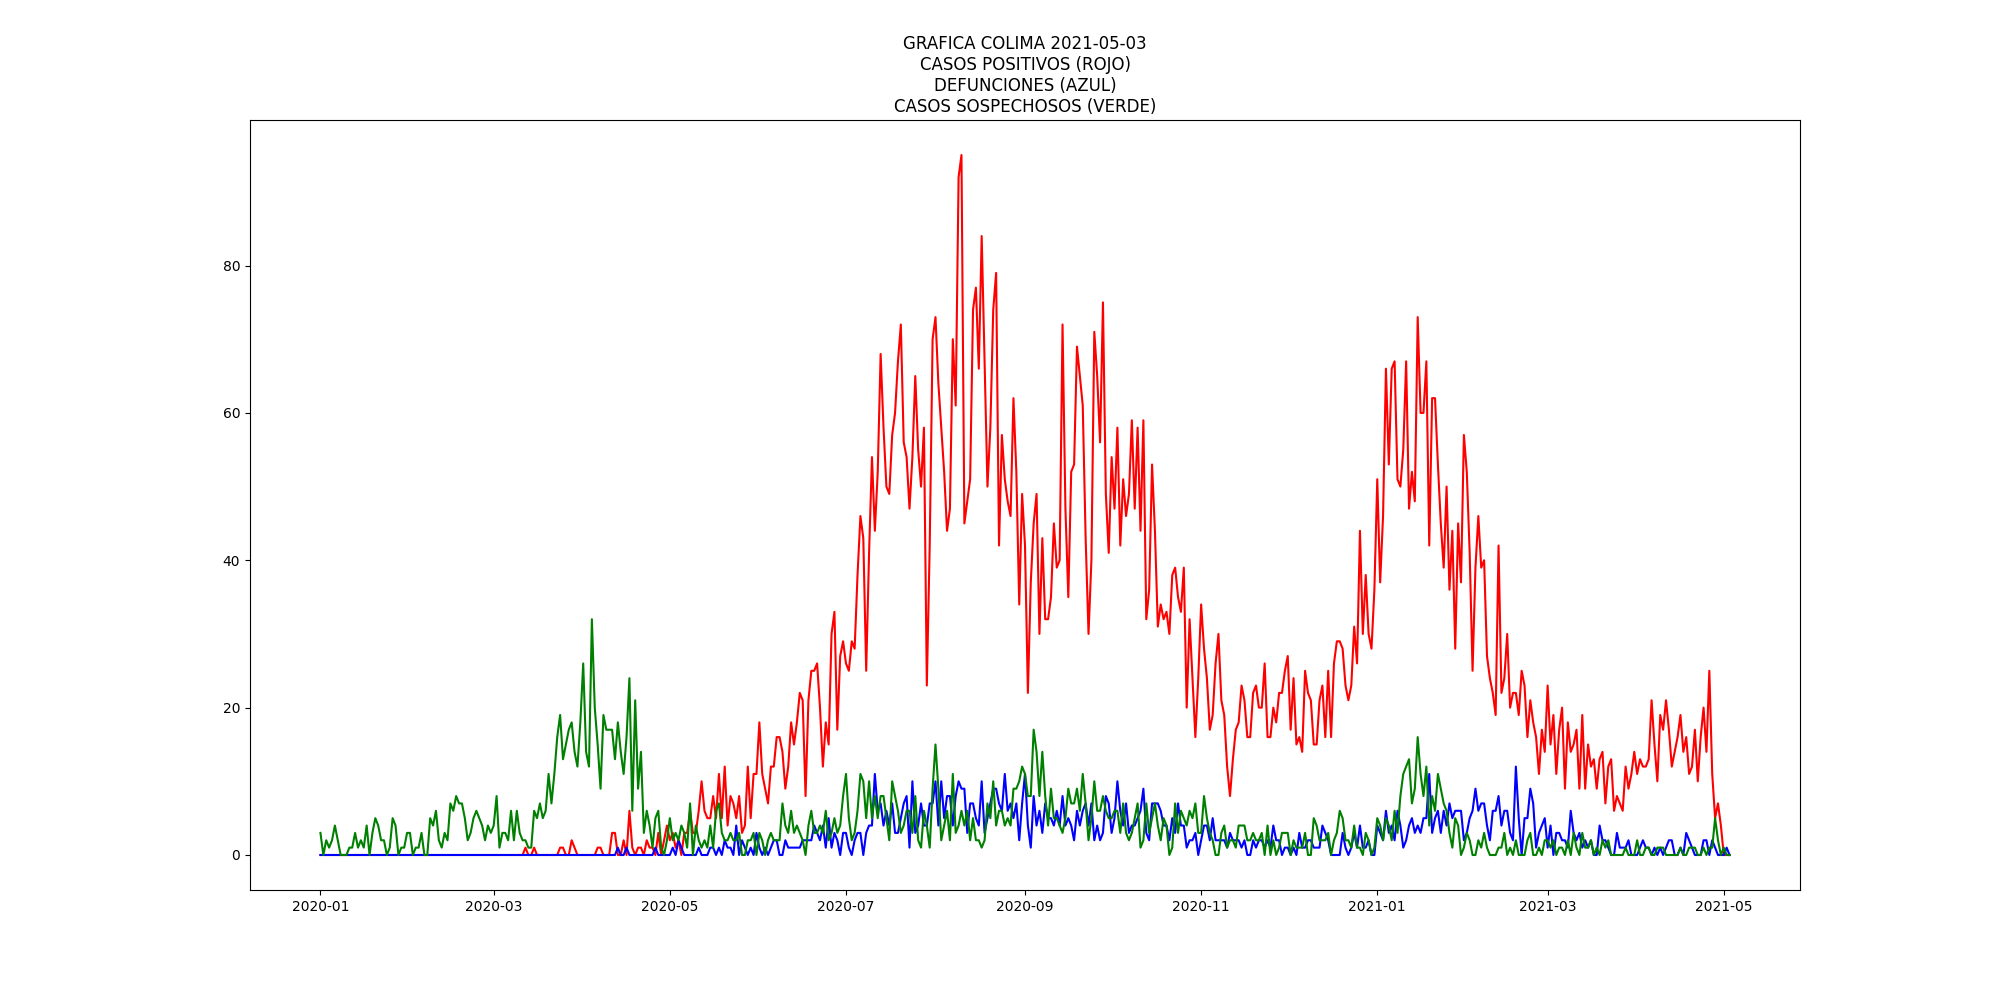 GRAFICA COLIMA 2021-05-03
CASOS POSITIVOS (ROJO)
DEFUNCIONES (AZUL)
CASOS SOSPECHOSOS (VERDE)
80
60
40
20
0
2020-01 2020-03 2020-05 2020-07 2020-09 2020-11 2021-01 2021-03 2021-05